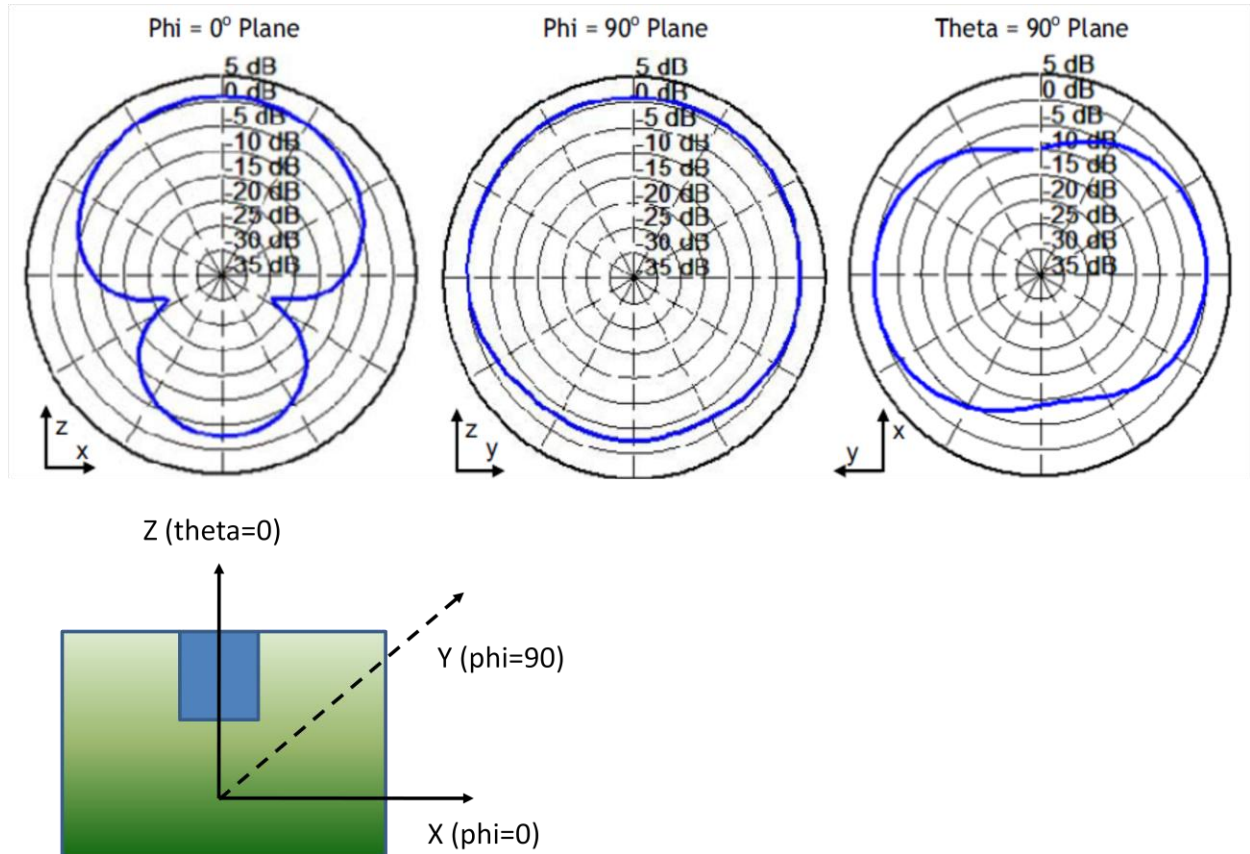 Phi = 0° Plane
5 dB
0 dB
-5 dB
-10 dB
-15 dB
-20 dB
-25 dB
-30 dB
-35 dB
z
x
Phi = 90° Plane
5 dB
0 dB
-5 dB
-10 dB
-15 dB
-20 dB
-25 dB
-30 dB
35 dB
z
y
Theta = 90° Plane
5 dB
0 dB
-5 dB
-10 dB
-15 dB
-20 dB
-25 dB
-30 dB
35 dB
x
y
Z (theta=0)
Y (phi=90)
X (phi=0)